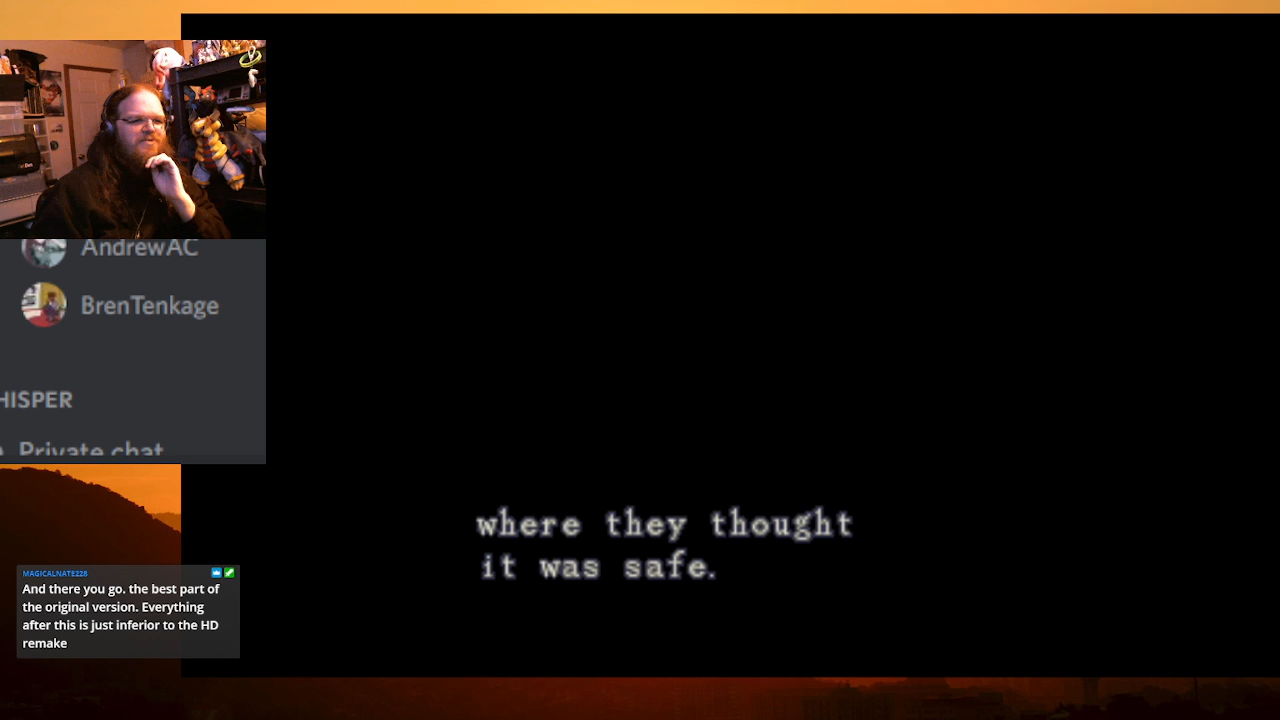 AndrewAC
BrenTenkage
HISPER
Private chat
where they thought
it was safe.
MAGICALNATE228
And there you go. the best part of
the original version. Everything
after this is just inferior to the HD
remake